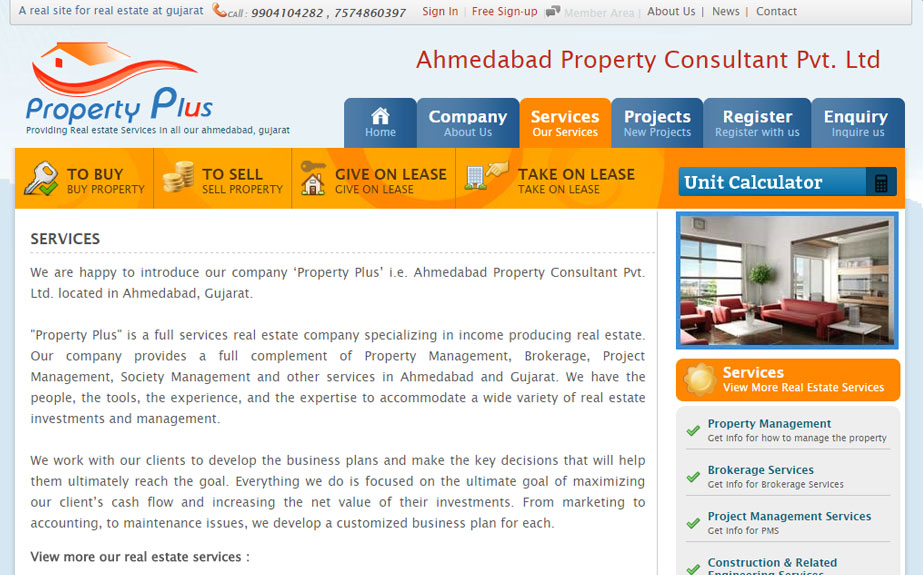 A real site for real estate at gujarat
CALL : 9904104282 , 7574860397
Sign In | Free Sign-up | Member Area | About Us | News | Contact
Ahmedabad Property Consultant Pvt. Ltd
Property Plus
Providing Real estate Services in all our ahmedabad, gujarat
Home
Company
About Us
Services
Our Services
Projects
New Projects
Register
Register with us
Enquiry
Inquire us
TO BUY
BUY PROPERTY
TO SELL
SELL PROPERTY
GIVE ON LEASE
GIVE ON LEASE
TAKE ON LEASE
TAKE ON LEASE
Unit Calculator
SERVICES
We are happy to introduce our company ‘Property Plus’ i.e. Ahmedabad Property Consultant Pvt.
Ltd. located in Ahmedabad, Gujarat.
"Property Plus" is a full services real estate company specializing in income producing real estate.
Our company provides a full complement of Property Management, Brokerage, Project
Management, Society Management and other services in Ahmedabad and Gujarat. We have the
people, the tools, the experience, and the expertise to accommodate a wide variety of real estate
investments and management.
We work with our clients to develop the business plans and make the key decisions that will help
them ultimately reach the goal. Everything we do is focused on the ultimate goal of maximizing
our client’s cash flow and increasing the net value of their investments. From marketing to
accounting, to maintenance issues, we develop a customized business plan for each.
View more our real estate services :
Services
View More Real Estate Services
Property Management
Get Info for how to manage the property
Brokerage Services
Get Info for Brokerage Services
Project Management Services
Get Info for PMS
Construction & Related
Engineering Services